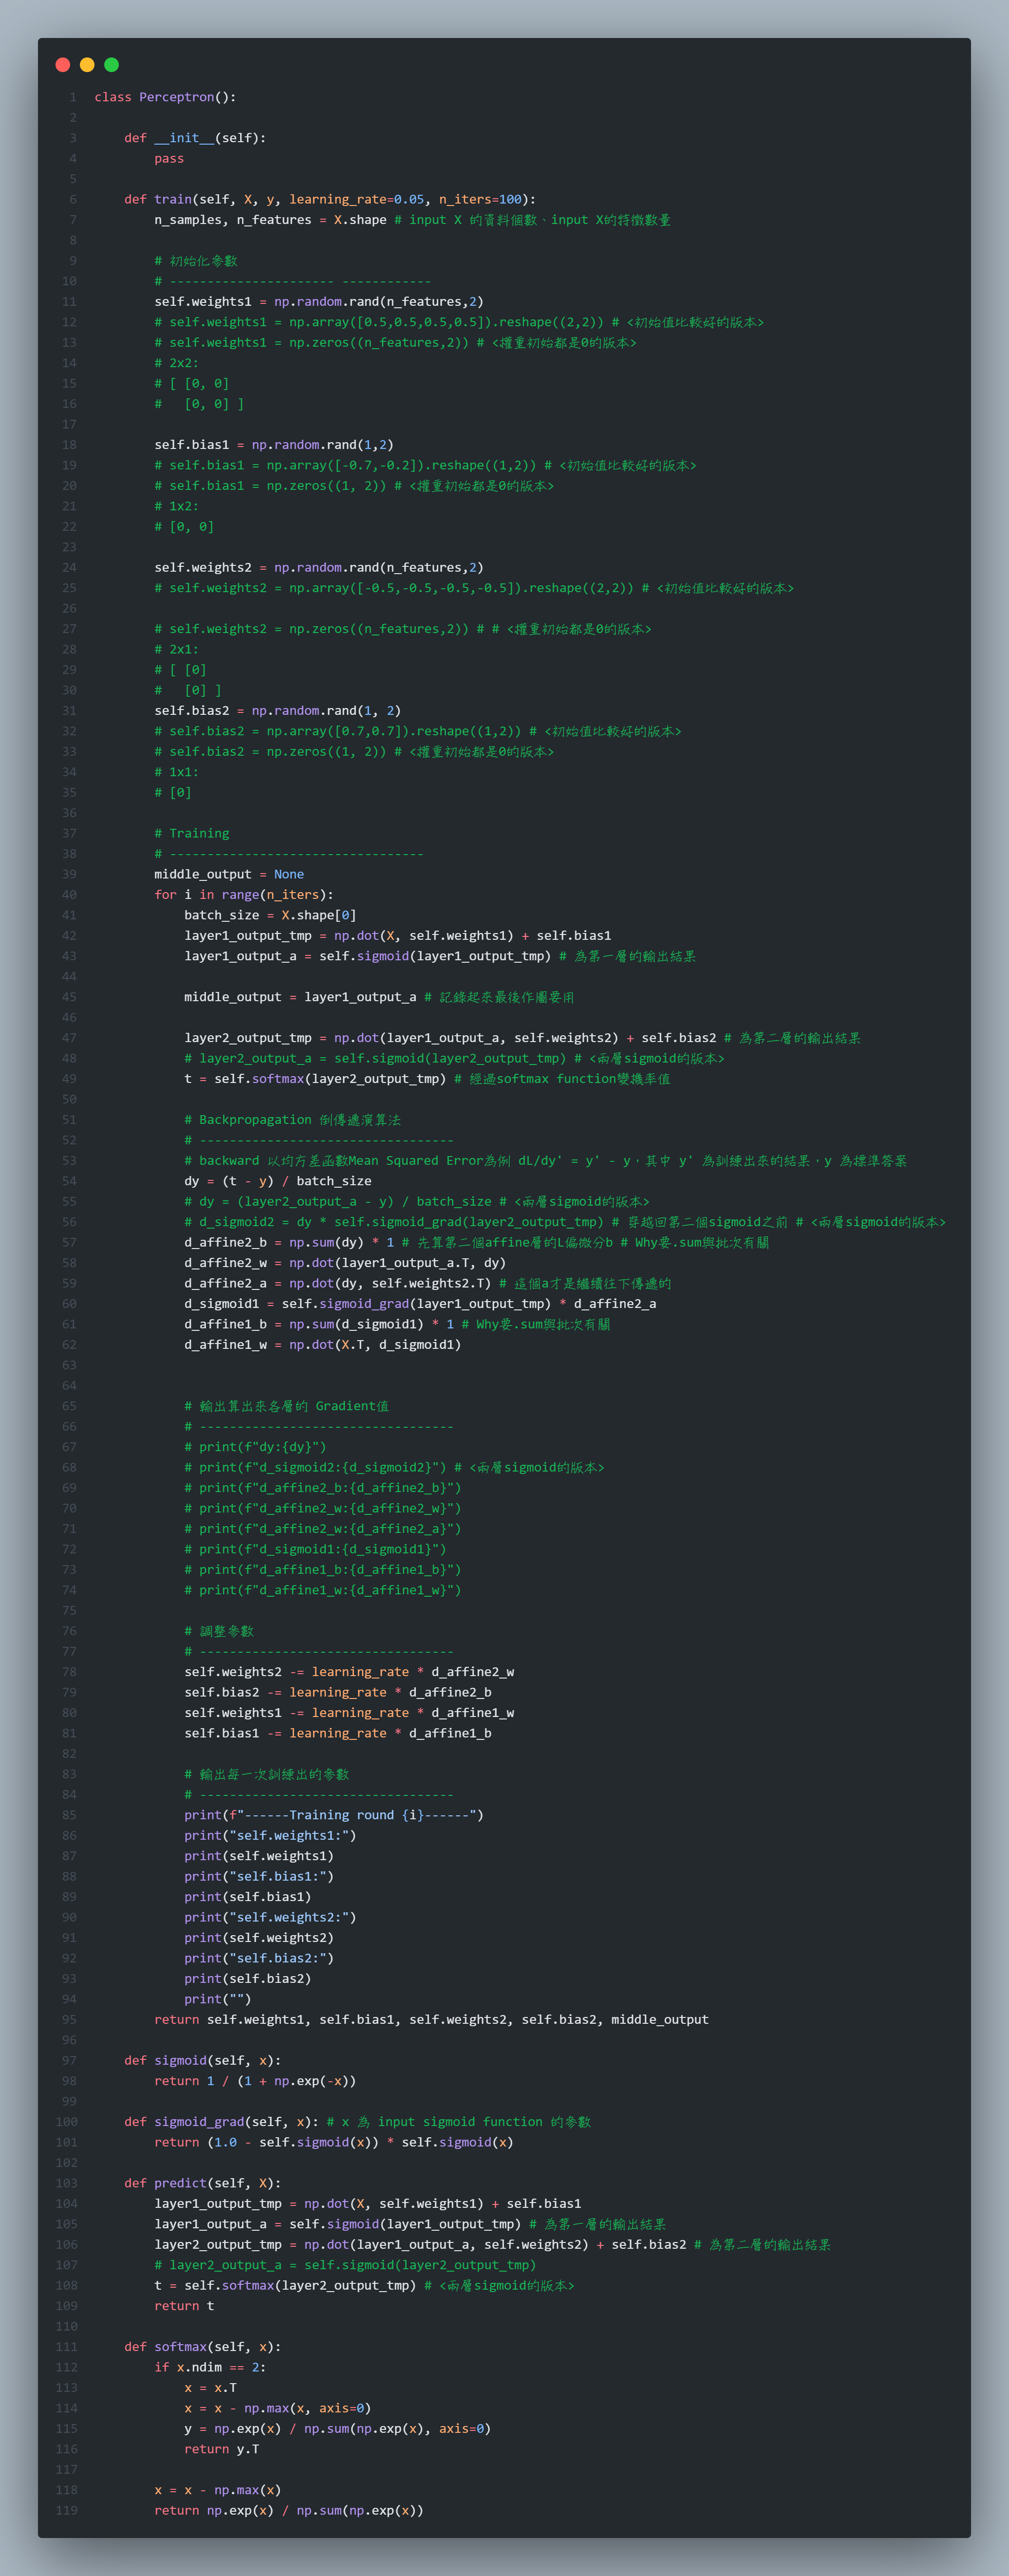 1 class Perceptron():
2
3     def __init__(self):
4         pass
5
6     def train(self, X, y, learning_rate=0.05, n_iters=100):
7         n_samples, n_features = X.shape # input X 的資料個數、input X的特徵數量
8
9         # 初始化參數
10         # ---------------------- ------------
11         self.weights1 = np.random.rand(n_features,2)
12         # self.weights1 = np.array([0.5,0.5,0.5,0.5]).reshape((2,2)) # <初始值比較好的版本>
13         # self.weights1 = np.zeros((n_features,2)) # <權重初始都是0的版本>
14         # 2x2:
15         # [ [0, 0]
16         #   [0, 0] ]
17
18         self.bias1 = np.random.rand(1,2)
19         # self.bias1 = np.array([-0.7,-0.2]).reshape((1,2)) # <初始值比較好的版本>
20         # self.bias1 = np.zeros((1, 2)) # <權重初始都是0的版本>
21         # 1x2:
22         # [0, 0]
23
24         self.weights2 = np.random.rand(n_features,2)
25         # self.weights2 = np.array([-0.5,-0.5,-0.5,-0.5]).reshape((2,2)) # <初始值比較好的版本>
26
27         # self.weights2 = np.zeros((n_features,2)) # # <權重初始都是0的版本>
28         # 2x1:
29         # [ [0]
30         #   [0] ]
31         self.bias2 = np.random.rand(1, 2)
32         # self.bias2 = np.array([0.7,0.7]).reshape((1,2)) # <初始值比較好的版本>
33         # self.bias2 = np.zeros((1, 2)) # <權重初始都是0的版本>
34         # 1x1:
35         # [0]
36
37         # Training
38         # ----------------------------------
39         middle_output = None
40         for i in range(n_iters):
41             batch_size = X.shape[0]
42             layer1_output_tmp = np.dot(X, self.weights1) + self.bias1
43             layer1_output_a = self.sigmoid(layer1_output_tmp) # 為第一層的輸出結果
44
45             middle_output = layer1_output_a # 記錄起來最後作圖要用
46
47             layer2_output_tmp = np.dot(layer1_output_a, self.weights2) + self.bias2 # 為第二層的輸出結果
48             # layer2_output_a = self.sigmoid(layer2_output_tmp) # <兩層sigmoid的版本>
49             t = self.softmax(layer2_output_tmp) # 經過softmax function變機率值
50
51             # Backpropagation 倒傳遞演算法
52             # ----------------------------------
53             # backward 以均方差函數Mean Squared Error為例 dL/dy' = y' - y，其中 y' 為訓練出來的結果，y 為標準答案
54             dy = (t - y) / batch_size
55             # dy = (layer2_output_a - y) / batch_size # <兩層sigmoid的版本>
56             # d_sigmoid2 = dy * self.sigmoid_grad(layer2_output_tmp) # 穿越回第二個sigmoid之前 # <兩層sigmoid的版本>
57             d_affine2_b = np.sum(dy) * 1 # 先算第二個affine層的L偏微分b # Why要.sum與批次有關
58             d_affine2_w = np.dot(layer1_output_a.T, dy)
59             d_affine2_a = np.dot(dy, self.weights2.T) # 這個a才是繼續往下傳遞的
60             d_sigmoid1 = self.sigmoid_grad(layer1_output_tmp) * d_affine2_a
61             d_affine1_b = np.sum(d_sigmoid1) * 1 # Why要.sum與批次有關
62             d_affine1_w = np.dot(X.T, d_sigmoid1)
63
64
65             # 輸出算出來各層的 Gradient值
66             # ----------------------------------
67             # print(f"dy:{dy}")
68             # print(f"d_sigmoid2:{d_sigmoid2}") # <兩層sigmoid的版本>
69             # print(f"d_affine2_b:{d_affine2_b}")
70             # print(f"d_affine2_w:{d_affine2_w}")
71             # print(f"d_affine2_w:{d_affine2_a}")
72             # print(f"d_sigmoid1:{d_sigmoid1}")
73             # print(f"d_affine1_b:{d_affine1_b}")
74             # print(f"d_affine1_w:{d_affine1_w}")
75
76             # 調整參數
77             # ----------------------------------
78             self.weights2 -= learning_rate * d_affine2_w
79             self.bias2 -= learning_rate * d_affine2_b
80             self.weights1 -= learning_rate * d_affine1_w
81             self.bias1 -= learning_rate * d_affine1_b
82
83             # 輸出每一次訓練出的參數
84             # ----------------------------------
85             print(f"------Training round {i}------")
86             print("self.weights1:")
87             print(self.weights1)
88             print("self.bias1:")
89             print(self.bias1)
90             print("self.weights2:")
91             print(self.weights2)
92             print("self.bias2:")
93             print(self.bias2)
94             print("")
95         return self.weights1, self.bias1, self.weights2, self.bias2, middle_output
96
97     def sigmoid(self, x):
98         return 1 / (1 + np.exp(-x))
99
100     def sigmoid_grad(self, x): # x 為 input sigmoid function 的參數
101         return (1.0 - self.sigmoid(x)) * self.sigmoid(x)
102
103     def predict(self, X):
104         layer1_output_tmp = np.dot(X, self.weights1) + self.bias1
105         layer1_output_a = self.sigmoid(layer1_output_tmp) # 為第一層的輸出結果
106         layer2_output_tmp = np.dot(layer1_output_a, self.weights2) + self.bias2 # 為第二層的輸出結果
107         # layer2_output_a = self.sigmoid(layer2_output_tmp)
108         t = self.softmax(layer2_output_tmp) # <兩層sigmoid的版本>
109         return t
110
111     def softmax(self, x):
112         if x.ndim == 2:
113             x = x.T
114             x = x - np.max(x, axis=0)
115             y = np.exp(x) / np.sum(np.exp(x), axis=0)
116             return y.T
117
118         x = x - np.max(x)
119         return np.exp(x) / np.sum(np.exp(x))